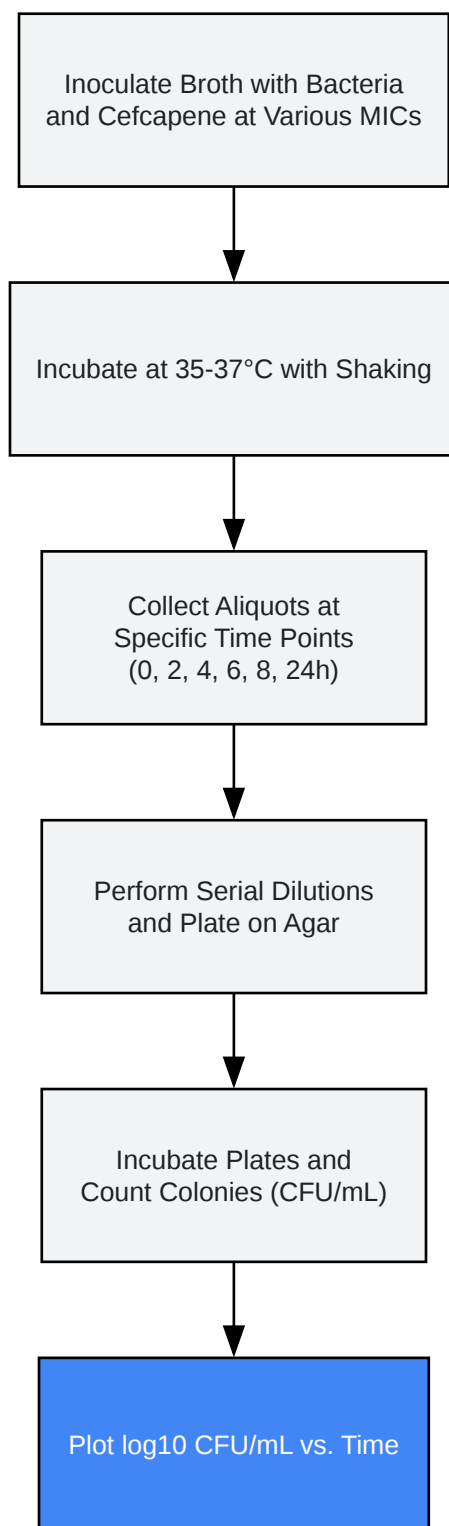 Inoculate Broth with Bacteria
and Cefcapene at Various MICs
Incubate at 35-37°C with Shaking
Collect Aliquots at
Specific Time Points
(0, 2, 4, 6, 8, 24h)
Perform Serial Dilutions
and Plate on Agar
Incubate Plates and
Count Colonies (CFU/mL)
Plot log10 CFU/mL vs. Time